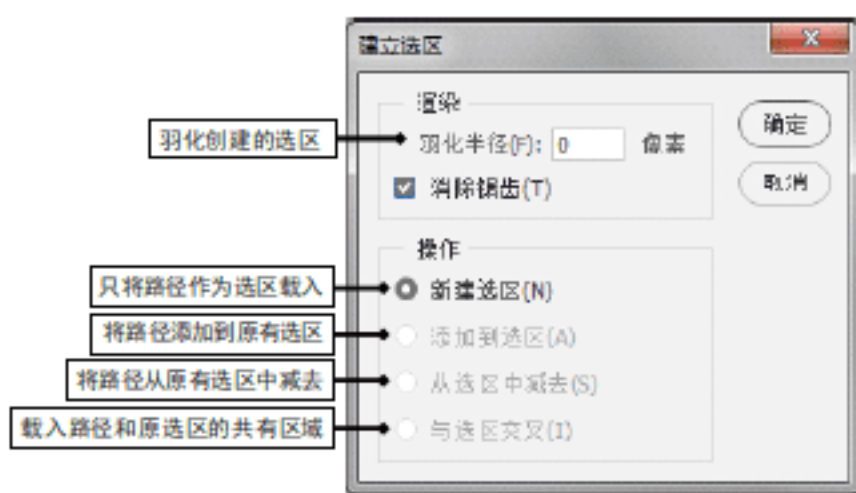 建立选区
渲染
羽化创建的选区
羽化半径(F): 0 像素
确定
消除锯齿(T)
取消
操作
只将路径作为选区载入
新建选区(N)
将路径添加到原有选区
添加到选区(A)
将路径从原有选区中减去
从选区中减去(S)
载入路径和原选区的共有区域
与选区交叉(I)